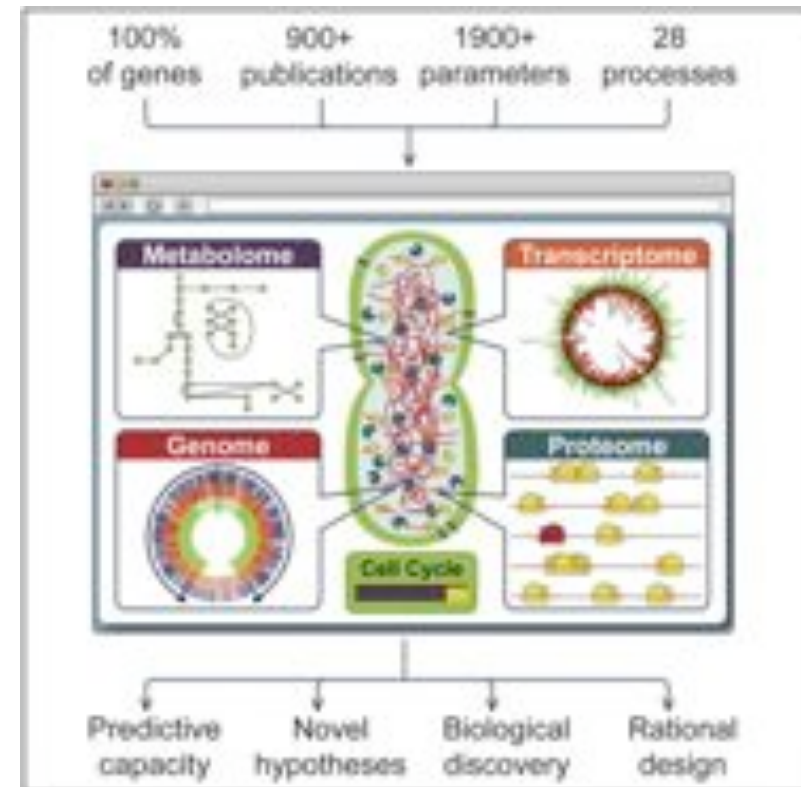 100% of genes
900+ publications
1900+ parameters
28 processes
Metabolome
Transcriptome
Genome
Proteome
Cell Cycle
Predictive capacity
Novel hypotheses
Biological discovery
Rational design